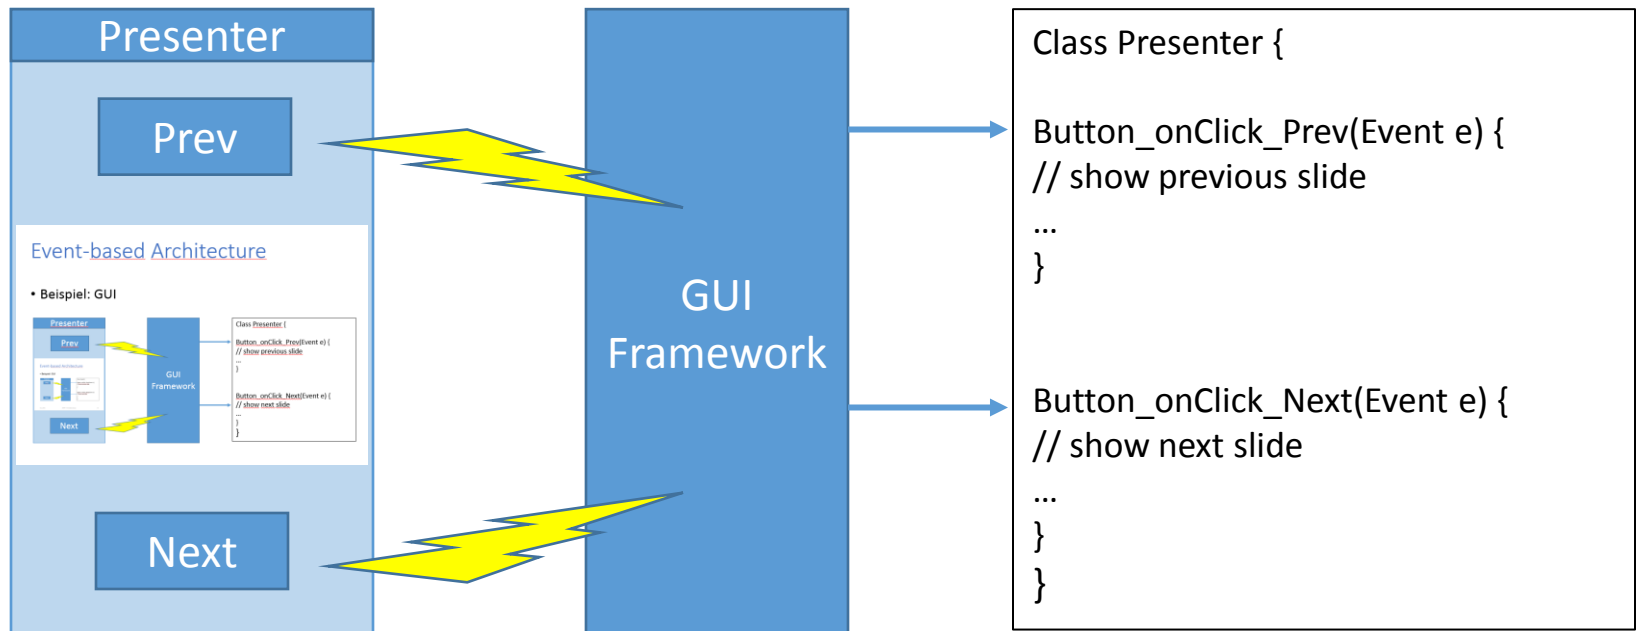 Presenter
Prev
Event-based Architecture
• Beispiel: GUI
Presenter
Prev
Next
GUI
Framework
Class Presenter {
Button_onClick_Prev(Event e) {
// show previous slide
...
}
Button_onClick_Next(Event e) {
// show next slide
...
}
}
Next
GUI
Framework
Class Presenter {
Button_onClick_Prev(Event e) {
// show previous slide
...
}
Button_onClick_Next(Event e) {
// show next slide
...
}
}